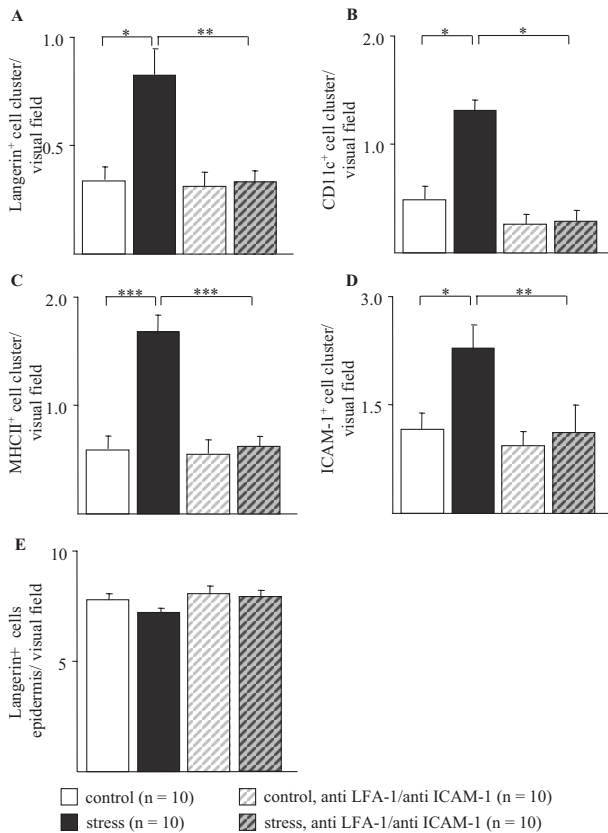 A
Langerin⁺ cell cluster/
visual field
1.0
0.5
*
**
B
CD11c⁺ cell cluster/
visual field
2.0
1.0
*
*
C
MHCII⁺ cell cluster/
visual field
2.0
1.0
***
***
D
ICAM-1⁺ cell cluster/
visual field
3.0
1.5
*
**
E
Langerin+ cells
epidermis/ visual field
10
5
control (n = 10)
control, anti LFA-1/anti ICAM-1 (n = 10)
stress (n = 10)
stress, anti LFA-1/anti ICAM-1 (n = 10)